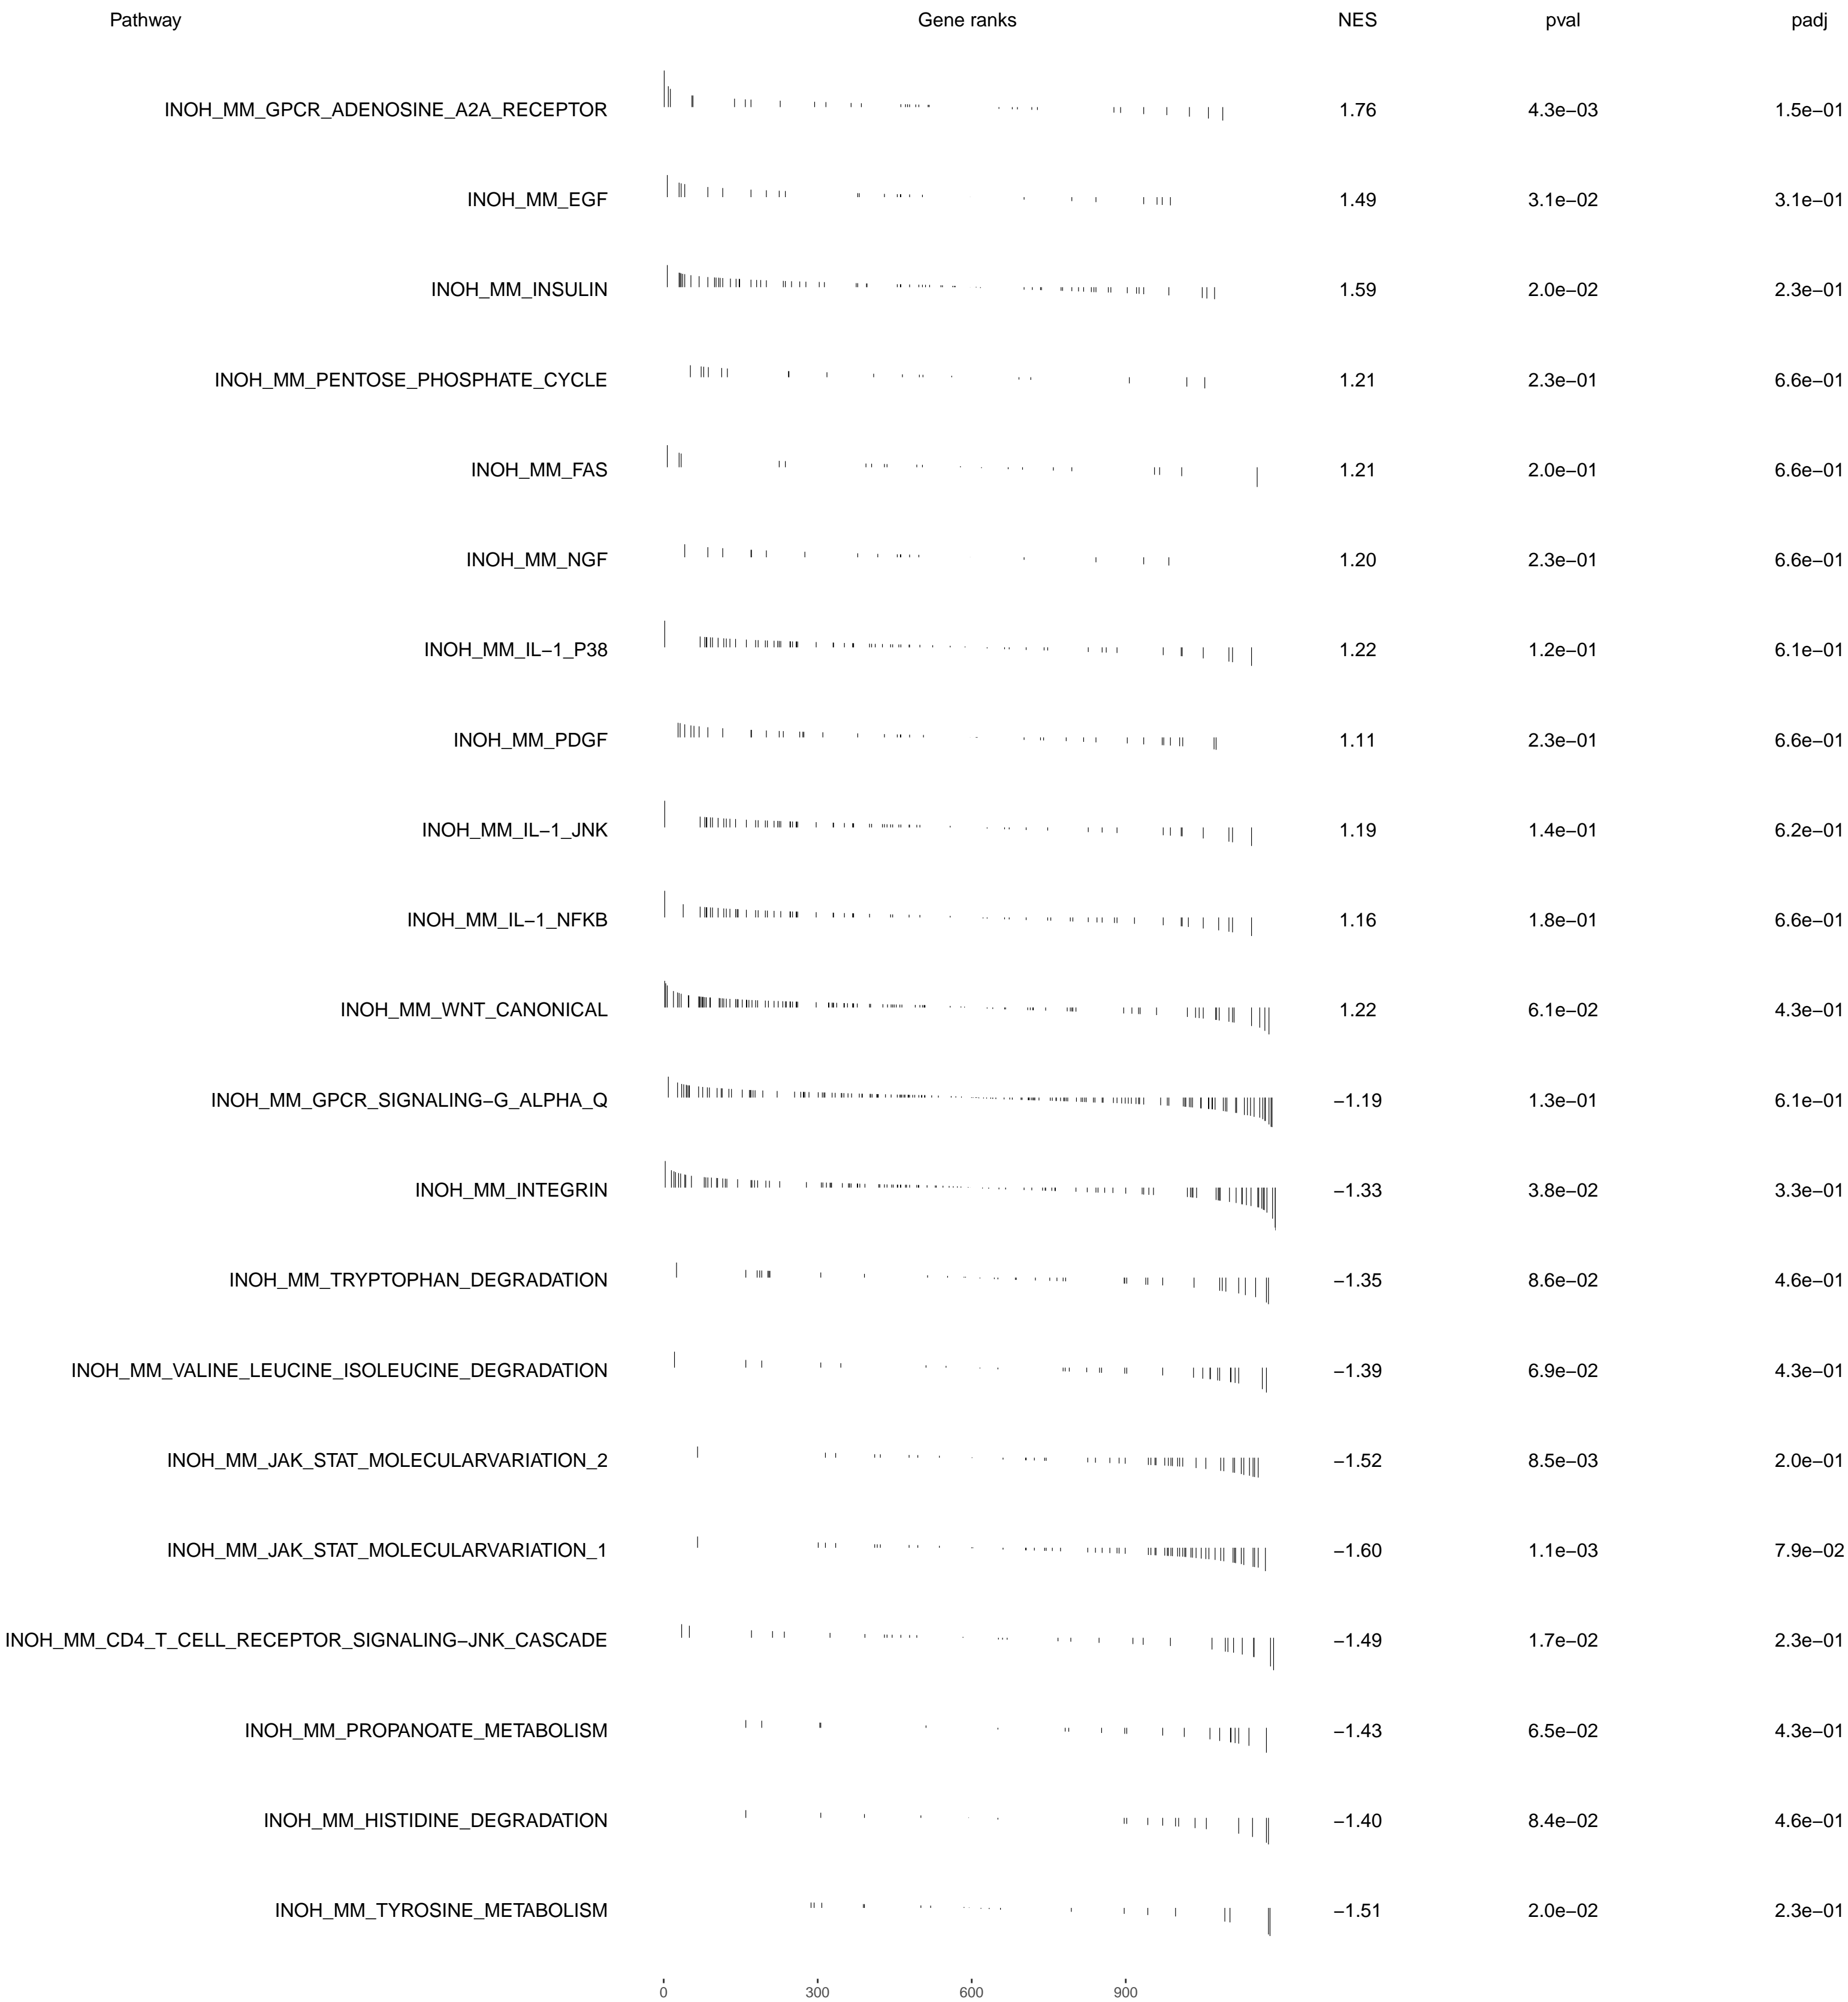 Pathway Gene ranks NES pval padj
INOH_MM_GPCR_ADENOSINE_A2A_RECEPTOR 1.76 4.3e−03 1.5e−01
INOH_MM_EGF 1.49 3.1e−02 3.1e−01
INOH_MM_INSULIN 1.59 2.0e−02 2.3e−01
INOH_MM_PENTOSE_PHOSPHATE_CYCLE 1.21 2.3e−01 6.6e−01
INOH_MM_FAS 1.21 2.0e−01 6.6e−01
INOH_MM_NGF 1.20 2.3e−01 6.6e−01
INOH_MM_IL−1_P38 1.22 1.2e−01 6.1e−01
INOH_MM_PDGF 1.11 2.3e−01 6.6e−01
INOH_MM_IL−1_JNK 1.19 1.4e−01 6.2e−01
INOH_MM_IL−1_NFKB 1.16 1.8e−01 6.6e−01
INOH_MM_WNT_CANONICAL 1.22 6.1e−02 4.3e−01
INOH_MM_GPCR_SIGNALING−G_ALPHA_Q −1.19 1.3e−01 6.1e−01
INOH_MM_INTEGRIN −1.33 3.8e−02 3.3e−01
INOH_MM_TRYPTOPHAN_DEGRADATION −1.35 8.6e−02 4.6e−01
INOH_MM_VALINE_LEUCINE_ISOLEUCINE_DEGRADATION −1.39 6.9e−02 4.3e−01
INOH_MM_JAK_STAT_MOLECULARVARIATION_2 −1.52 8.5e−03 2.0e−01
INOH_MM_JAK_STAT_MOLECULARVARIATION_1 −1.60 1.1e−03 7.9e−02
INOH_MM_CD4_T_CELL_RECEPTOR_SIGNALING−JNK_CASCADE −1.49 1.7e−02 2.3e−01
INOH_MM_PROPANOATE_METABOLISM −1.43 6.5e−02 4.3e−01
INOH_MM_HISTIDINE_DEGRADATION −1.40 8.4e−02 4.6e−01
INOH_MM_TYROSINE_METABOLISM −1.51 2.0e−02 2.3e−01
0 300 600 900